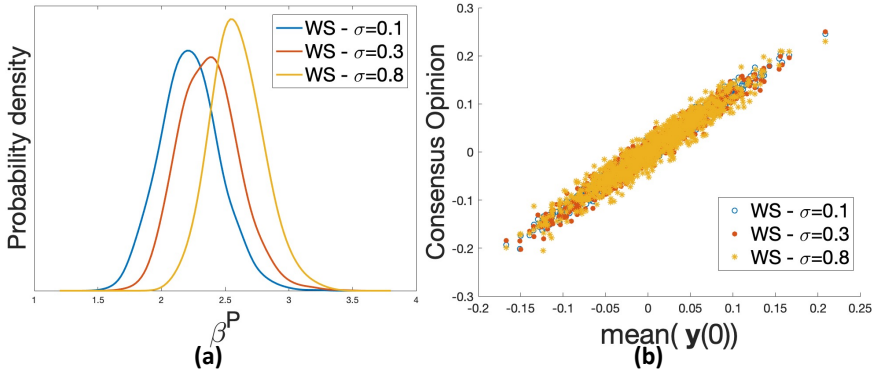 WS - σ=0.1
WS - σ=0.3
WS - σ=0.8
Probability density
1
1.5
2
2.5
3
3.5
4
βP
(a)
0.3
0.2
0.1
0
-0.1
-0.2
-0.3
Consensus Opinion
WS - σ=0.1
WS - σ=0.3
WS - σ=0.8
-0.2
-0.15
-0.1
-0.05
0
0.05
0.1
0.15
0.2
0.25
mean( y(0))
(b)